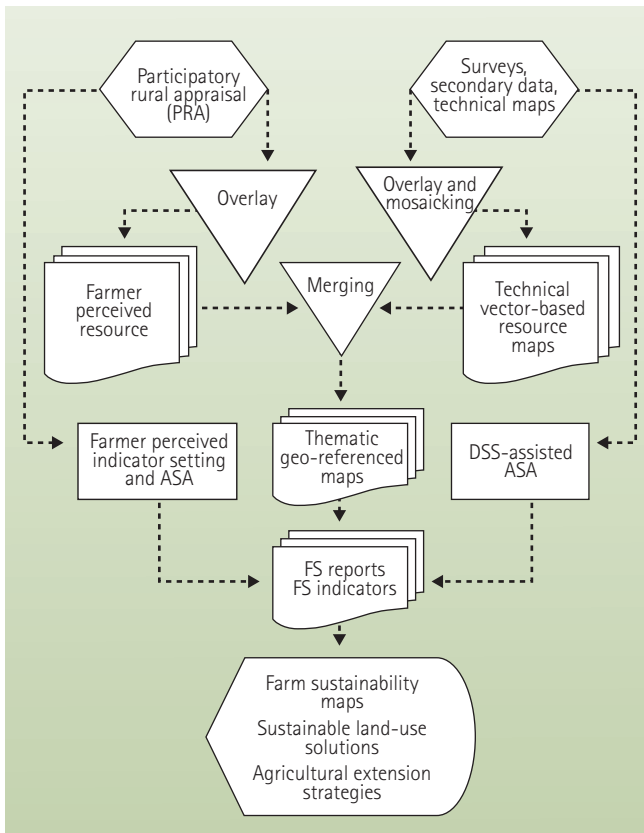 Participatory
rural appraisal
(PRA)
Surveys,
secondary data,
technical maps
Overlay
Overlay and
mosaicking
Farmer
perceived
resource
Merging
Technical
vector-based
resource
maps
Farmer perceived
indicator setting
and ASA
Thematic
geo-referenced
maps
DSS-assisted
ASA
FS reports
FS indicators
Farm sustainability
maps
Sustainable land-use
solutions
Agricultural extension
strategies